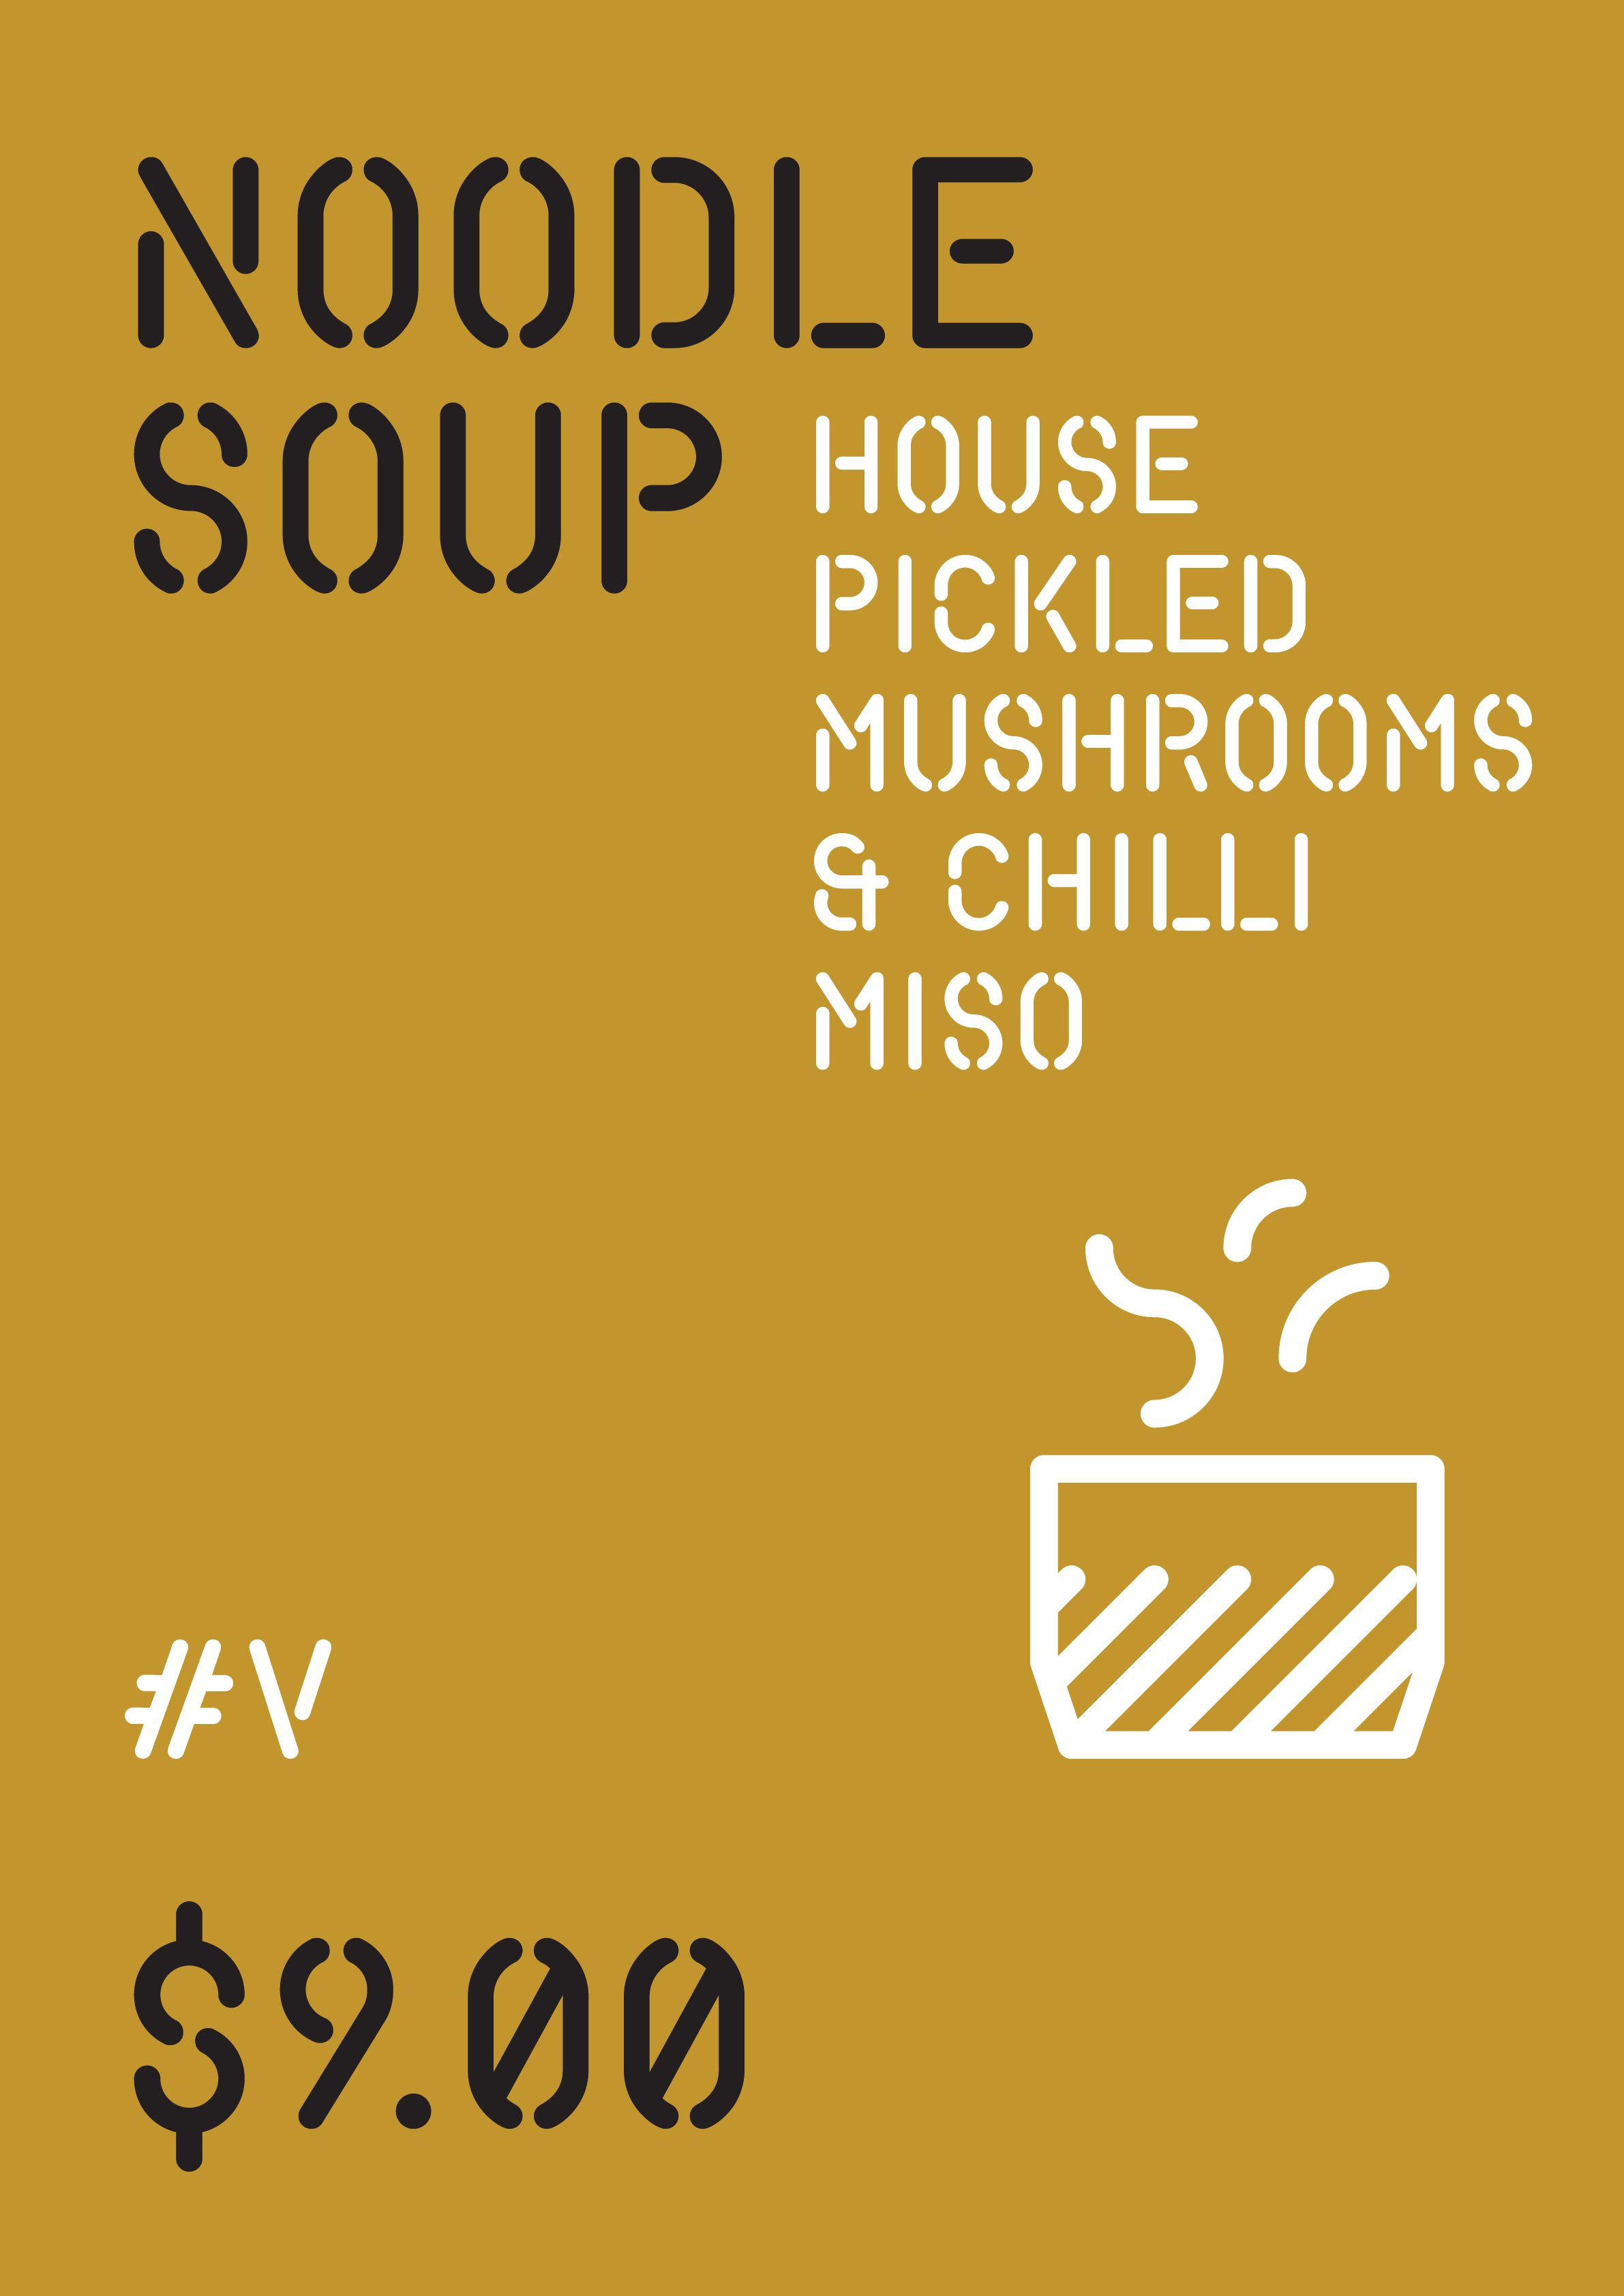 NOODLE
SOUP
HOUSE
PICKLED
MUSHROOMS
& CHILLI
MISO
#V
$9.00